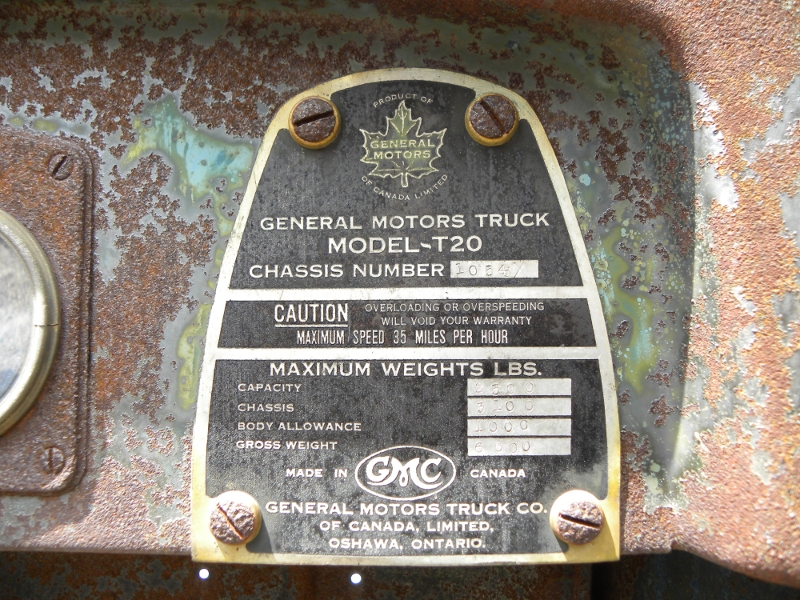 PRODUCT OF
GENERAL
MOTORS
OF CANADA LIMITED
GENERAL MOTORS TRUCK
MODEL-T20
CHASSIS NUMBER
CAUTION
OVERLOADING OR OVERSPEEDING
WILL VOID YOUR WARRANTY
MAXIMUM SPEED 35 MILES PER HOUR
MAXIMUM WEIGHTS LBS.
CAPACITY
CHASSIS 3100
BODY ALLOWANCE 1000
GROSS WEIGHT
MADE IN GMC CANADA
GENERAL MOTORS TRUCK CO.
OF CANADA, LIMITED,
OSHAWA, ONTARIO.